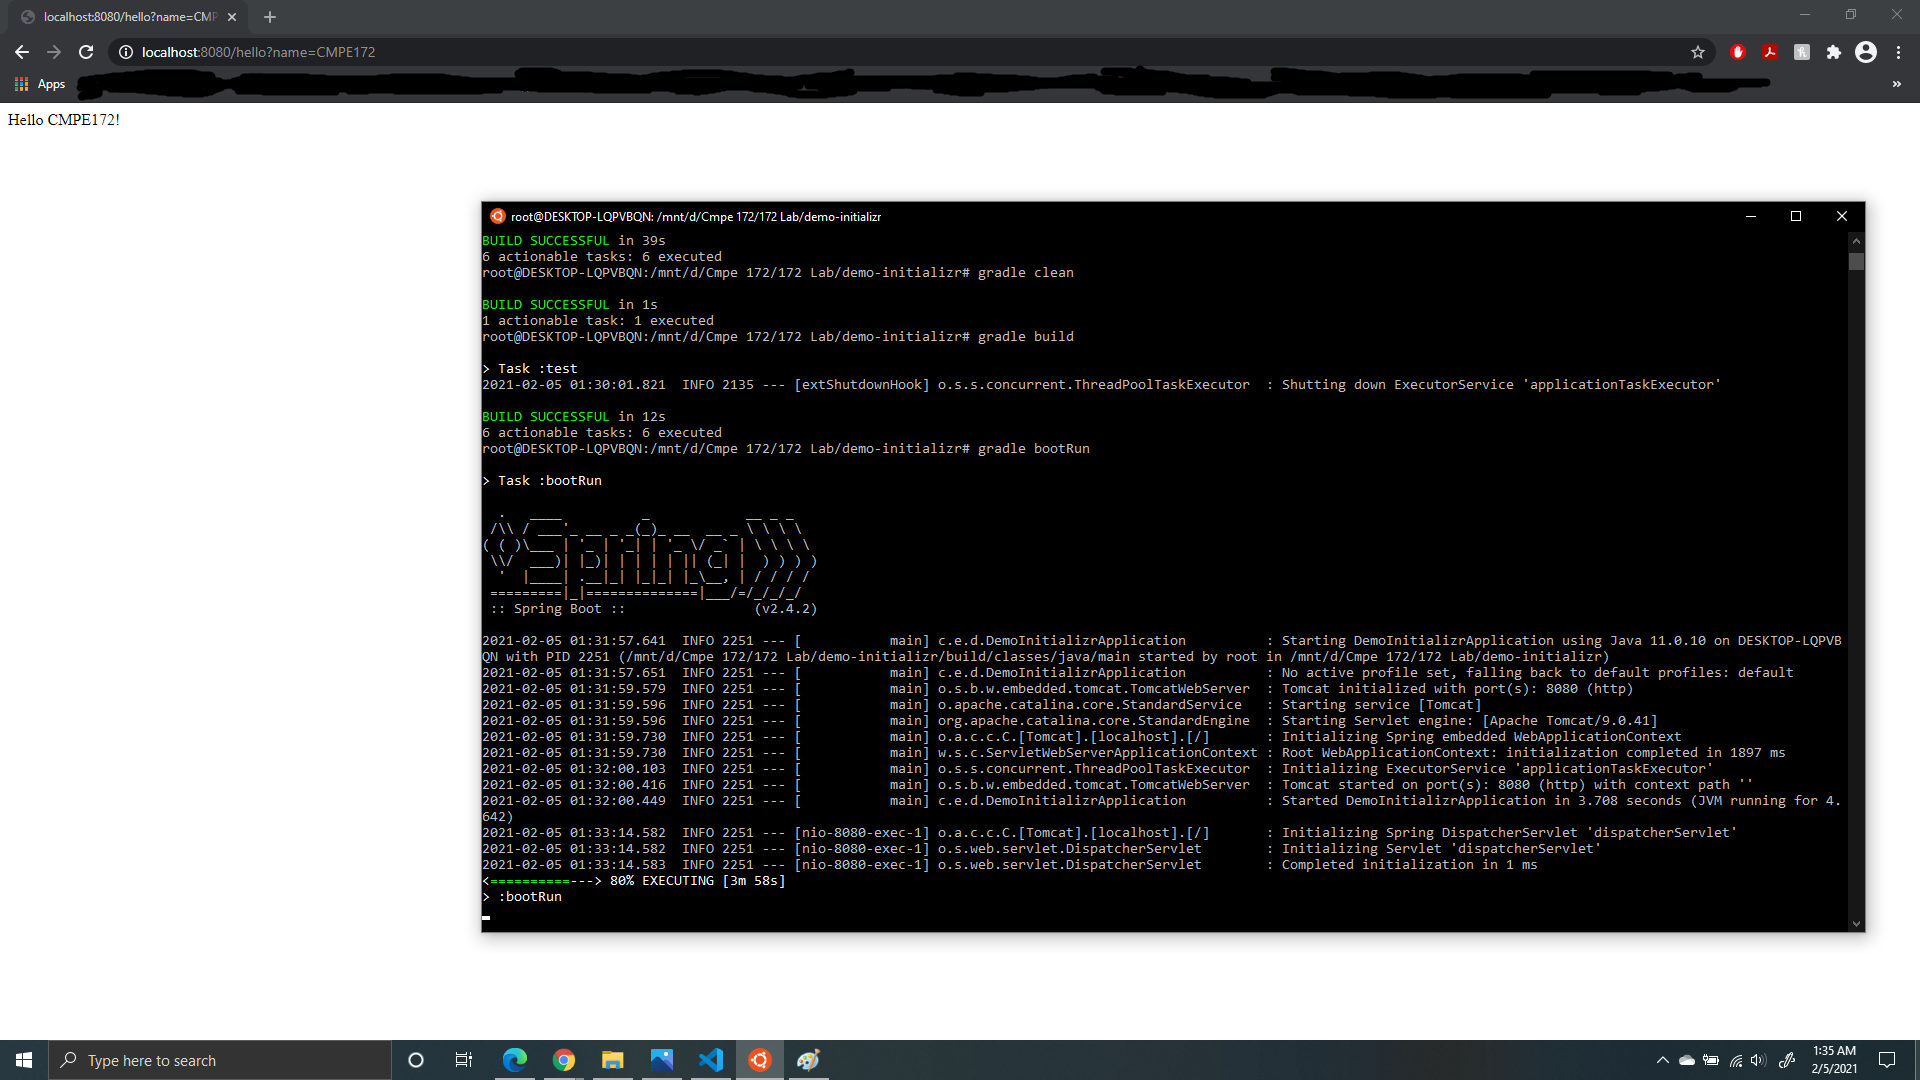 localhost:8080/hello?name=CMP
localhost:8080/hello?name=CMPE172
Apps
»
Hello CMPE172!
root@DESKTOP-LQPVBQN: /mnt/d/Cmpe 172/172 Lab/demo-initializr
BUILD SUCCESSFUL in 39s
6 actionable tasks: 6 executed
root@DESKTOP-LQPVBQN:/mnt/d/Cmpe 172/172 Lab/demo-initializr# gradle clean
BUILD SUCCESSFUL in 1s
1 actionable task: 1 executed
root@DESKTOP-LQPVBQN:/mnt/d/Cmpe 172/172 Lab/demo-initializr# gradle build
> Task :test
2021-02-05 01:30:01.821  INFO 2135 --- [extShutdownHook] o.s.s.concurrent.ThreadPoolTaskExecutor  : Shutting down ExecutorService 'applicationTaskExecutor'
BUILD SUCCESSFUL in 12s
6 actionable tasks: 6 executed
root@DESKTOP-LQPVBQN:/mnt/d/Cmpe 172/172 Lab/demo-initializr# gradle bootRun
> Task :bootRun
  .   ____          _            __ _ _
 /\\ / ___'_ __ _ _(_)_ __  __ _ \ \ \ \
( ( )\___ | '_ | '_| | '_ \/ _` | \ \ \ \
 \\/  ___)| |_)| | | | | || (_| |  ) ) ) )
  '  |____| .__|_| |_|_| |_\__, | / / / /
 =========|_|==============|___/=/_/_/_/
 :: Spring Boot ::                (v2.4.2)
2021-02-05 01:31:57.641  INFO 2251 --- [           main] c.e.d.DemoInitializrApplication          : Starting DemoInitializrApplication using Java 11.0.10 on DESKTOP-LQPVB
QN with PID 2251 (/mnt/d/Cmpe 172/172 Lab/demo-initializr/build/classes/java/main started by root in /mnt/d/Cmpe 172/172 Lab/demo-initializr)
2021-02-05 01:31:57.651  INFO 2251 --- [           main] c.e.d.DemoInitializrApplication          : No active profile set, falling back to default profiles: default
2021-02-05 01:31:59.579  INFO 2251 --- [           main] o.s.b.w.embedded.tomcat.TomcatWebServer  : Tomcat initialized with port(s): 8080 (http)
2021-02-05 01:31:59.596  INFO 2251 --- [           main] o.apache.catalina.core.StandardService   : Starting service [Tomcat]
2021-02-05 01:31:59.596  INFO 2251 --- [           main] org.apache.catalina.core.StandardEngine  : Starting Servlet engine: [Apache Tomcat/9.0.41]
2021-02-05 01:31:59.730  INFO 2251 --- [           main] o.a.c.c.C.[Tomcat].[localhost].[/]       : Initializing Spring embedded WebApplicationContext
2021-02-05 01:31:59.730  INFO 2251 --- [           main] w.s.c.ServletWebServerApplicationContext : Root WebApplicationContext: initialization completed in 1897 ms
2021-02-05 01:32:00.103  INFO 2251 --- [           main] o.s.s.concurrent.ThreadPoolTaskExecutor  : Initializing ExecutorService 'applicationTaskExecutor'
2021-02-05 01:32:00.416  INFO 2251 --- [           main] o.s.b.w.embedded.tomcat.TomcatWebServer  : Tomcat started on port(s): 8080 (http) with context path ''
2021-02-05 01:32:00.449  INFO 2251 --- [           main] c.e.d.DemoInitializrApplication          : Started DemoInitializrApplication in 3.708 seconds (JVM running for 4.
642)
2021-02-05 01:33:14.582  INFO 2251 --- [nio-8080-exec-1] o.a.c.c.C.[Tomcat].[localhost].[/]       : Initializing Spring DispatcherServlet 'dispatcherServlet'
2021-02-05 01:33:14.582  INFO 2251 --- [nio-8080-exec-1] o.s.web.servlet.DispatcherServlet        : Initializing Servlet 'dispatcherServlet'
2021-02-05 01:33:14.583  INFO 2251 --- [nio-8080-exec-1] o.s.web.servlet.DispatcherServlet        : Completed initialization in 1 ms
<==========---> 80% EXECUTING [3m 58s]
> :bootRun
Type here to search
1:35 AM
2/5/2021